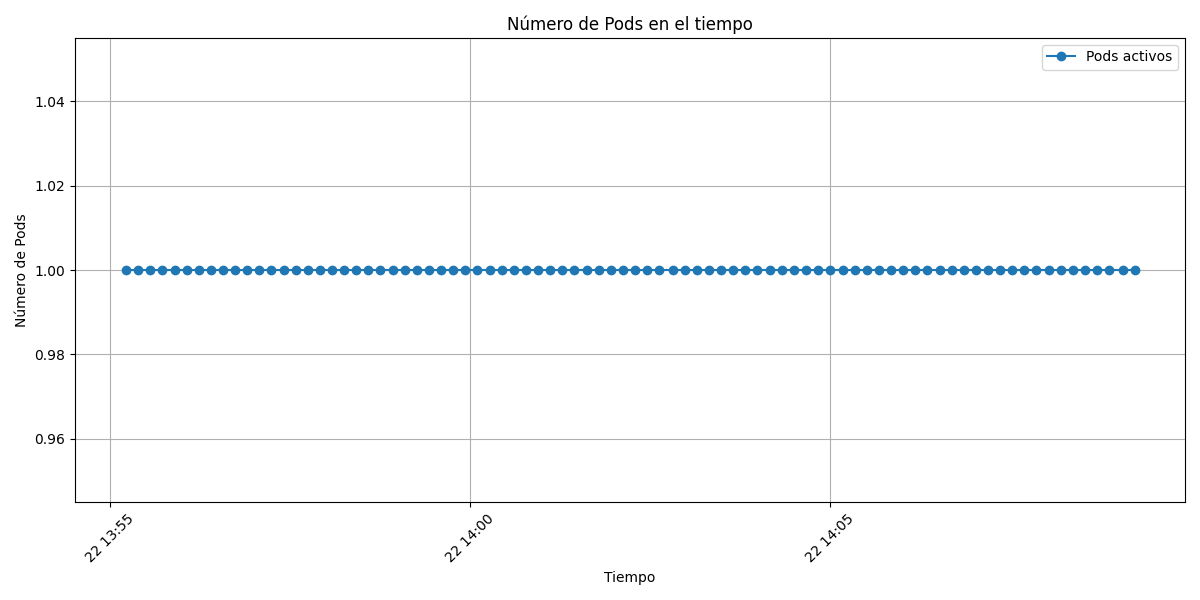 Número de Pods en el tiempo
Pods activos
1.04
1.02
1.00
0.98
0.96
Número de Pods
22 13:55
22 14:00
22 14:05
Tiempo